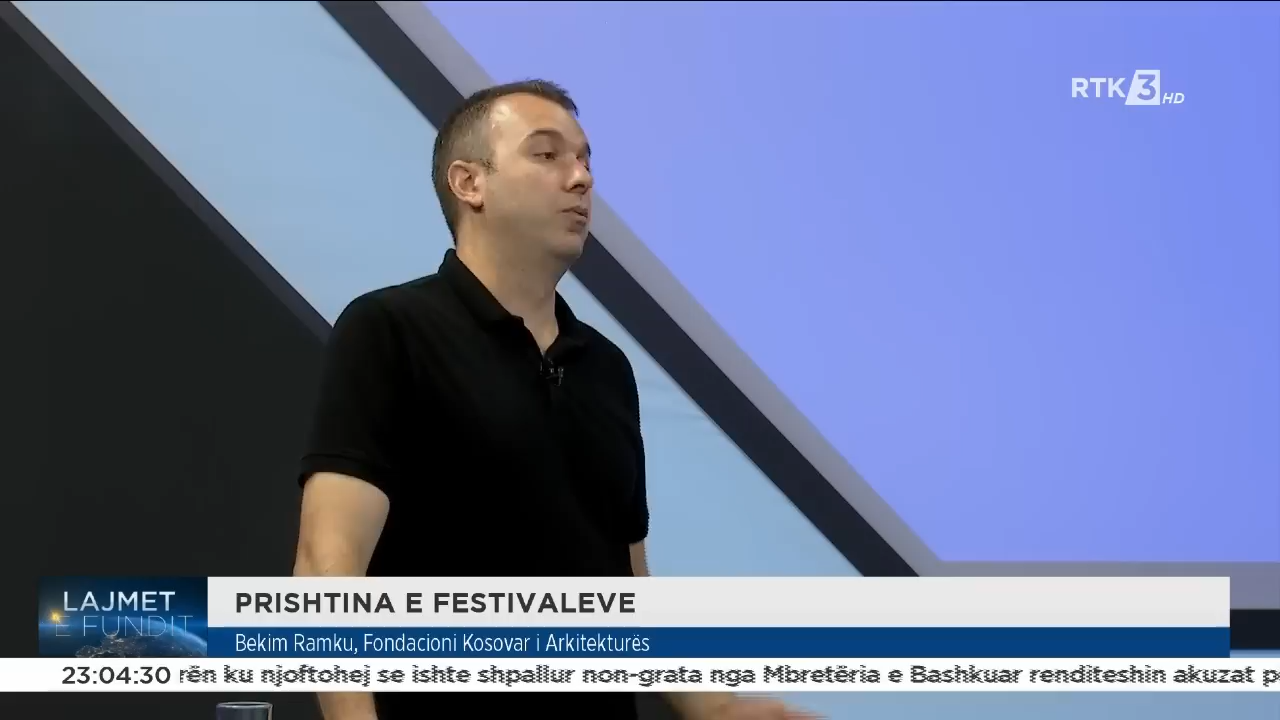 RTK 3 HD
LAJMET
E FUNDIT
PRISHTINA E FESTIVALEVE
Bekim Ramku, Fondacioni Kosovar i Arkitekturës
23:04:30 rën ku njoftohej se ishte shpallur non-grata nga Mbretëria e Bashkuar renditeshin akuzat p